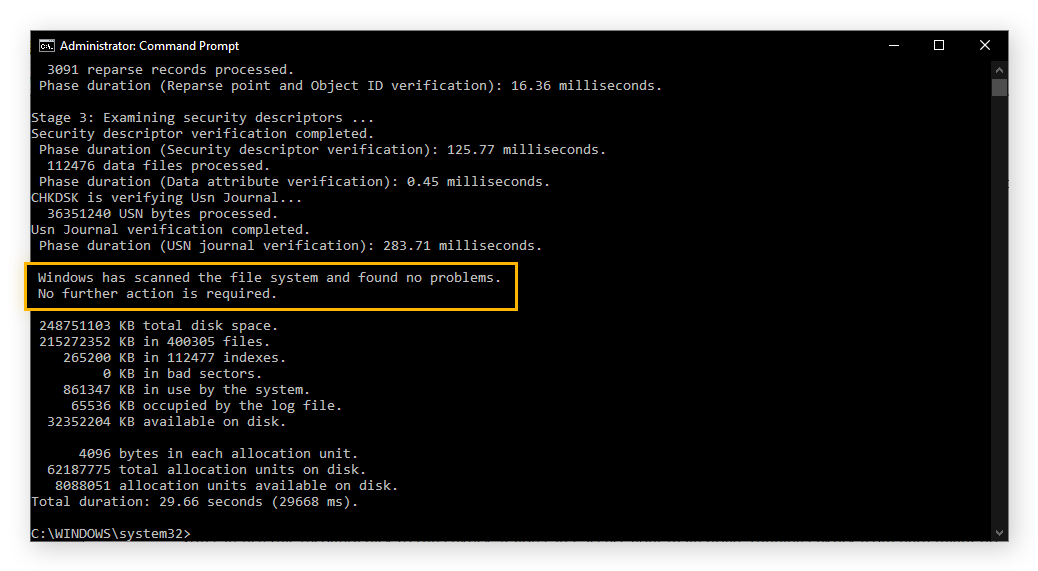 Administrator: Command Prompt
3091 reparse records processed.
Phase duration (Reparse point and Object ID verification): 16.36 milliseconds.
Stage 3: Examining security descriptors ...
Security descriptor verification completed.
Phase duration (Security descriptor verification): 125.77 milliseconds.
112476 data files processed.
Phase duration (Data attribute verification): 0.45 milliseconds.
CHKDSK is verifying Usn Journal...
36351240 USN bytes processed.
Usn Journal verification completed.
Phase duration (USN journal verification): 283.71 milliseconds.
Windows has scanned the file system and found no problems.
No further action is required.
248751103 KB total disk space.
215272352 KB in 400305 files.
265200 KB in 112477 indexes.
0 KB in bad sectors.
861347 KB in use by the system.
65536 KB occupied by the log file.
32352204 KB available on disk.
4096 bytes in each allocation unit.
62187775 total allocation units on disk.
8088051 allocation units available on disk.
Total duration: 29.66 seconds (29668 ms).
C:\WINDOWS\system32>